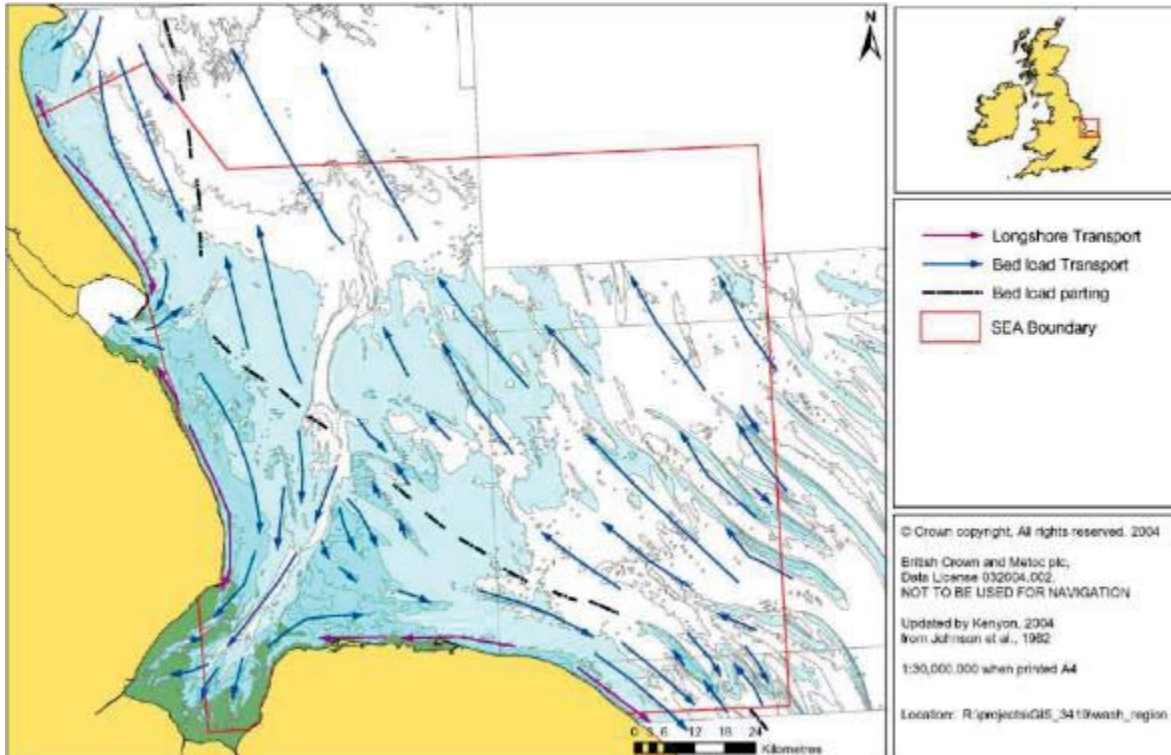 N
Longshore Transport
Bed load Transport
Bed load parting
SEA Boundary
© Crown copyright, All rights reserved. 2004
British Crown and Metoc plc,
Data License 032004.002
NOT TO BE USED FOR NAVIGATION
Updated by Kenyon, 2004
from Johnson et al., 1982
1:30,000,000 when printed A4
Location: R:\projects\GIS_3419\wash_region
0 3 6 12 18 24
Kilometres